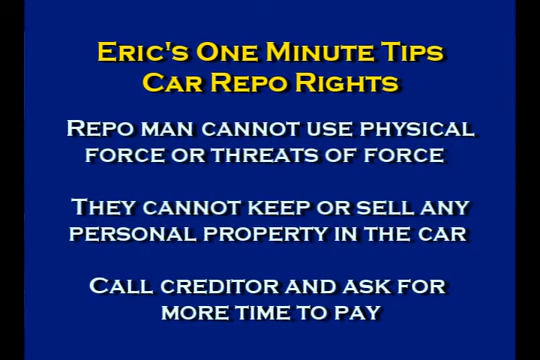 Eric's One Minute Tips
Car Repo Rights
Repo man cannot use physical
force or threats of force
They cannot keep or sell any
personal property in the car
Call creditor and ask for
more time to pay